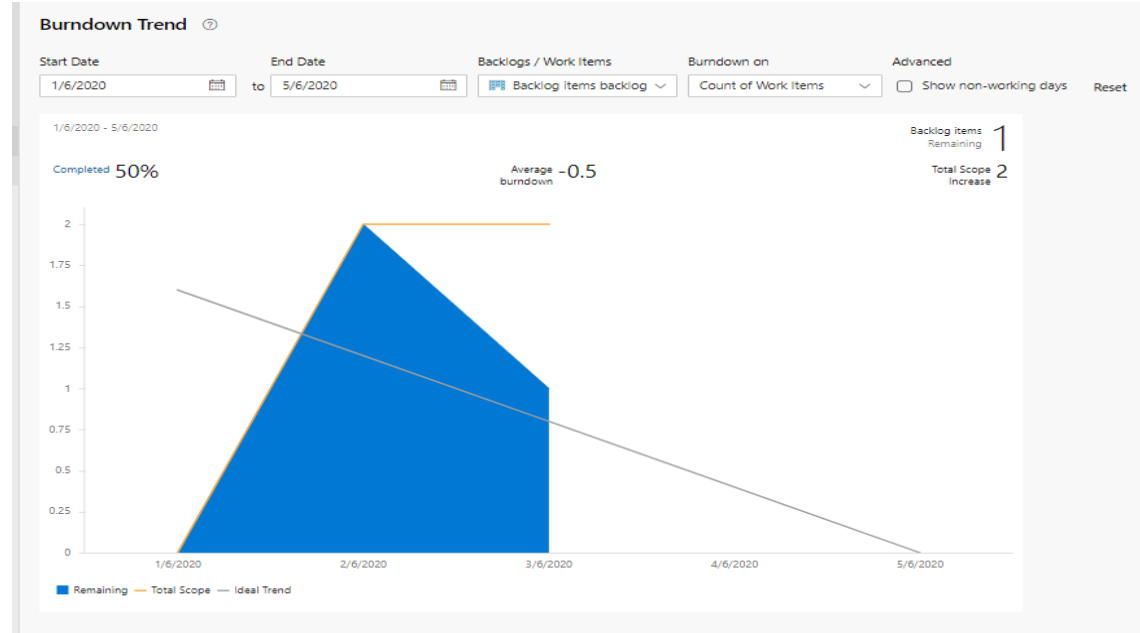 Burndown Trend
Start Date End Date Backlogs / Work Items Burndown on Advanced
1/6/2020 to 5/6/2020 Backlog items backlog Count of Work Items Show non-working days Reset
1/6/2020 - 5/6/2020
Backlog items
Remaining 1
Completed 50%
Average
burndown -0.5
Total Scope
Increase 2
2
1.75
1.5
1.25
1
0.75
0.5
0.25
0
1/6/2020 2/6/2020 3/6/2020 4/6/2020 5/6/2020
Remaining Total Scope Ideal Trend